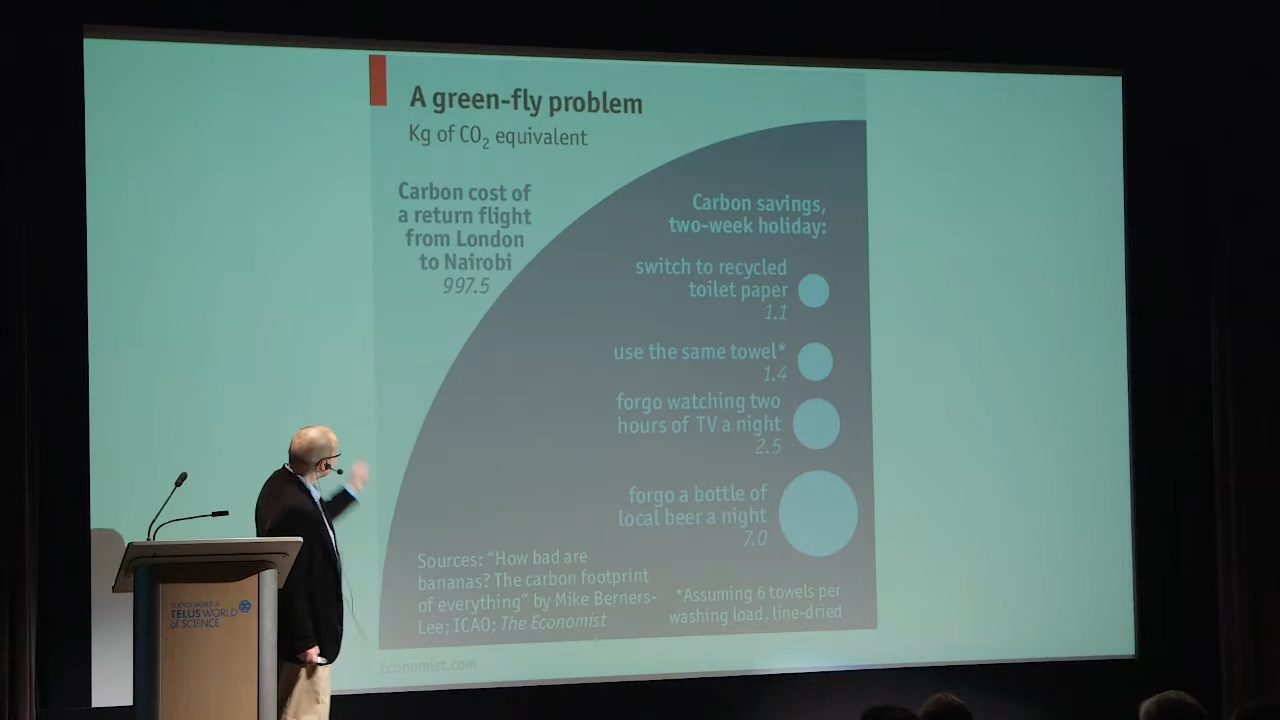 A green-fly problem
Kg of CO₂ equivalent
Carbon cost of
a return flight
from London
to Nairobi
997.5
Carbon savings,
two-week holiday:
switch to recycled
toilet paper
1.1
use the same towel*
1.4
forgo watching two
hours of TV a night
2.5
forgo a bottle of
local beer a night
7.0
Sources: “How bad are
bananas? The carbon footprint
of everything” by Mike Berners-
Lee; ICAO; The Economist
*Assuming 6 towels per
washing load, line-dried
Economist.com
SCIENCE WORLD AT
TELUS WORLD
of SCIENCE